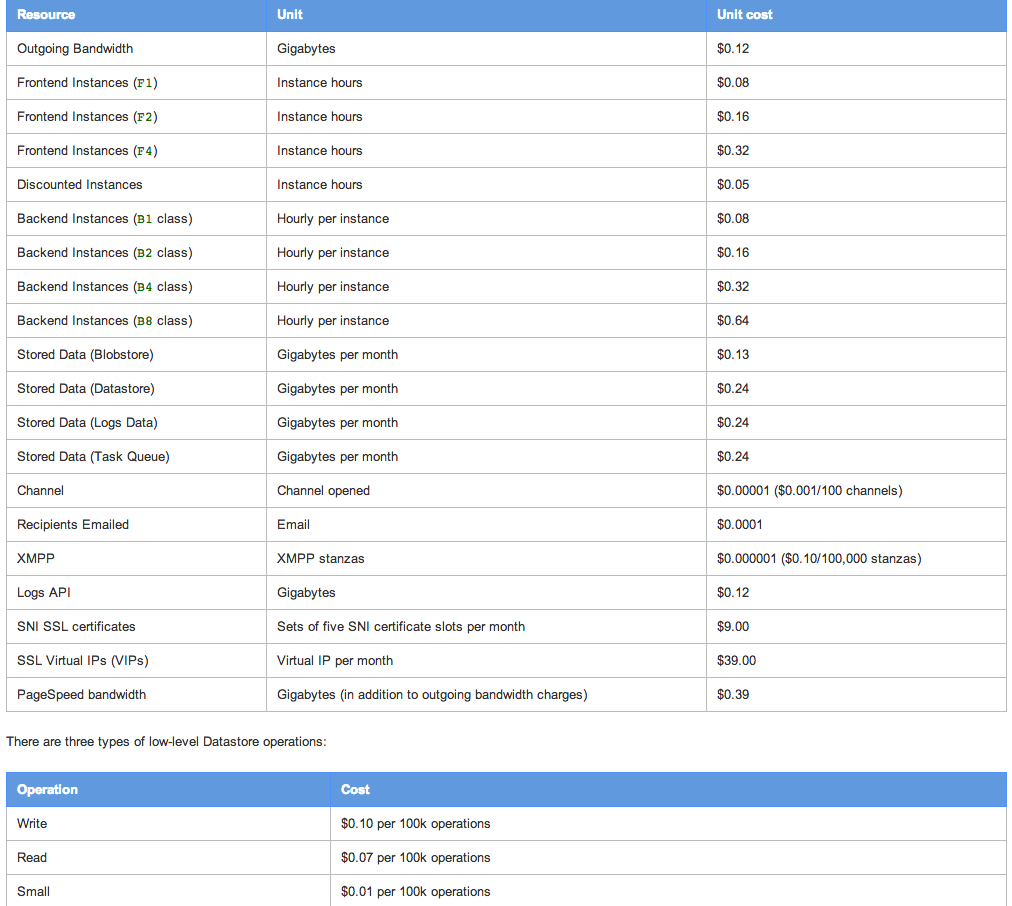 Resource Unit Unit cost
Outgoing Bandwidth Gigabytes $0.12
Frontend Instances (F1) Instance hours $0.08
Frontend Instances (F2) Instance hours $0.16
Frontend Instances (F4) Instance hours $0.32
Discounted Instances Instance hours $0.05
Backend Instances (B1 class) Hourly per instance $0.08
Backend Instances (B2 class) Hourly per instance $0.16
Backend Instances (B4 class) Hourly per instance $0.32
Backend Instances (B8 class) Hourly per instance $0.64
Stored Data (Blobstore) Gigabytes per month $0.13
Stored Data (Datastore) Gigabytes per month $0.24
Stored Data (Logs Data) Gigabytes per month $0.24
Stored Data (Task Queue) Gigabytes per month $0.24
Channel Channel opened $0.00001 ($0.001/100 channels)
Recipients Emailed Email $0.0001
XMPP XMPP stanzas $0.000001 ($0.10/100,000 stanzas)
Logs API Gigabytes $0.12
SNI SSL certificates Sets of five SNI certificate slots per month $9.00
SSL Virtual IPs (VIPs) Virtual IP per month $39.00
PageSpeed bandwidth Gigabytes (in addition to outgoing bandwidth charges) $0.39
There are three types of low-level Datastore operations:
Operation Cost
Write $0.10 per 100k operations
Read $0.07 per 100k operations
Small $0.01 per 100k operations